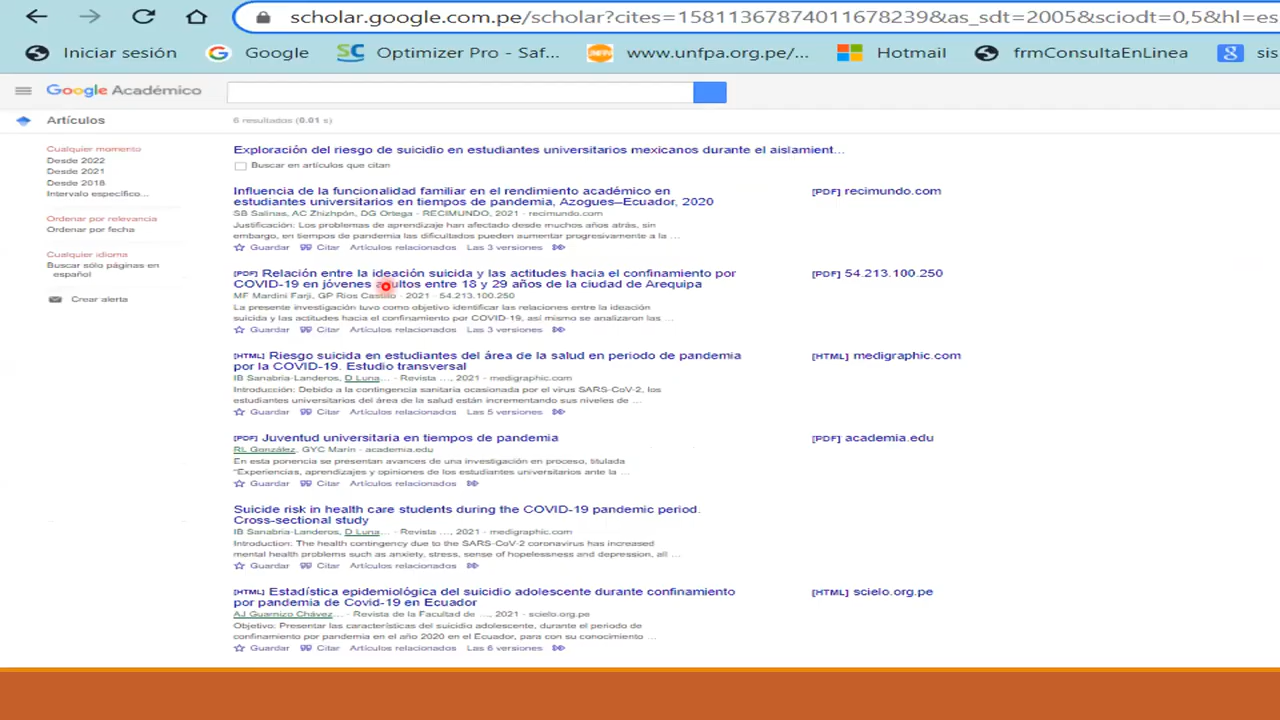 scholar.google.com.pe/scholar?cites=15811367874011678239&as_sdt=2005&sciodt=0,5&hl=es
Iniciar sesión
Google
Optimizer Pro - Saf...
www.unfpa.org.pe/...
Hotmail
frmConsultaEnLinea
sis
Google Académico
Artículos
6 resultados (0.01 s)
Cualquier momento
Desde 2022
Desde 2021
Desde 2018
Intervalo específico...
Ordenar por relevancia
Ordenar por fecha
Cualquier idioma
Buscar sólo páginas en
español
Crear alerta
Exploración del riesgo de suicidio en estudiantes universitarios mexicanos durante el aislamient...
Buscar en artículos que citan
Influencia de la funcionalidad familiar en el rendimiento académico en
estudiantes universitarios en tiempos de pandemia, Azogues–Ecuador, 2020
SB Salinas, AC Zhizhpón, DG Ortega - RECIMUNDO, 2021 - recimundo.com
Justificación: Los problemas de aprendizaje han afectado desde muchos años atrás, sin
embargo, en tiempos de pandemia las dificultades pueden aumentar progresivamente a la ...
Guardar Citar Artículos relacionados Las 3 versiones
[PDF] recimundo.com
[PDF] Relación entre la ideación suicida y las actitudes hacia el confinamiento por
COVID-19 en jóvenes adultos entre 18 y 29 años de la ciudad de Arequipa
MF Mardini Farji, GP Rios Castillo - 2021 - 54.213.100.250
La presente investigación tuvo como objetivo identificar las relaciones entre la ideación
suicida y las actitudes hacia el confinamiento por COVID-19, así mismo se analizaron las ...
Guardar Citar Artículos relacionados Las 3 versiones
[PDF] 54.213.100.250
[HTML] Riesgo suicida en estudiantes del área de la salud en periodo de pandemia
por la COVID-19. Estudio transversal
IB Sanabria-Landeros, D Luna... - Revista ..., 2021 - medigraphic.com
Introducción: Debido a la contingencia sanitaria ocasionada por el virus SARS-CoV-2, los
estudiantes universitarios del área de la salud están incrementando sus niveles de ...
Guardar Citar Artículos relacionados Las 5 versiones
[HTML] medigraphic.com
[PDF] Juventud universitaria en tiempos de pandemia
RL González, GYC Marín - academia.edu
En esta ponencia se presentan avances de una investigación en proceso, titulada
"Experiencias, aprendizajes y opiniones de los estudiantes universitarios ante la ...
Guardar Citar Artículos relacionados
[PDF] academia.edu
Suicide risk in health care students during the COVID-19 pandemic period.
Cross-sectional study
IB Sanabria-Landeros, D Luna... - Revista ..., 2021 - medigraphic.com
Introduction: The health contingency due to the SARS-CoV-2 coronavirus has increased
mental health problems such as anxiety, stress, sense of hopelessness and depression, all ...
Guardar Citar Artículos relacionados
[HTML] Estadística epidemiológica del suicidio adolescente durante confinamiento
por pandemia de Covid-19 en Ecuador
AJ Guarnizo Chávez... - Revista de la Facultad de ..., 2021 - scielo.org.pe
Objetivo: Presentar las características del suicidio adolescente, durante el periodo de
confinamiento por pandemia en el año 2020 en el Ecuador, para con su conocimiento ...
Guardar Citar Artículos relacionados Las 6 versiones
[HTML] scielo.org.pe